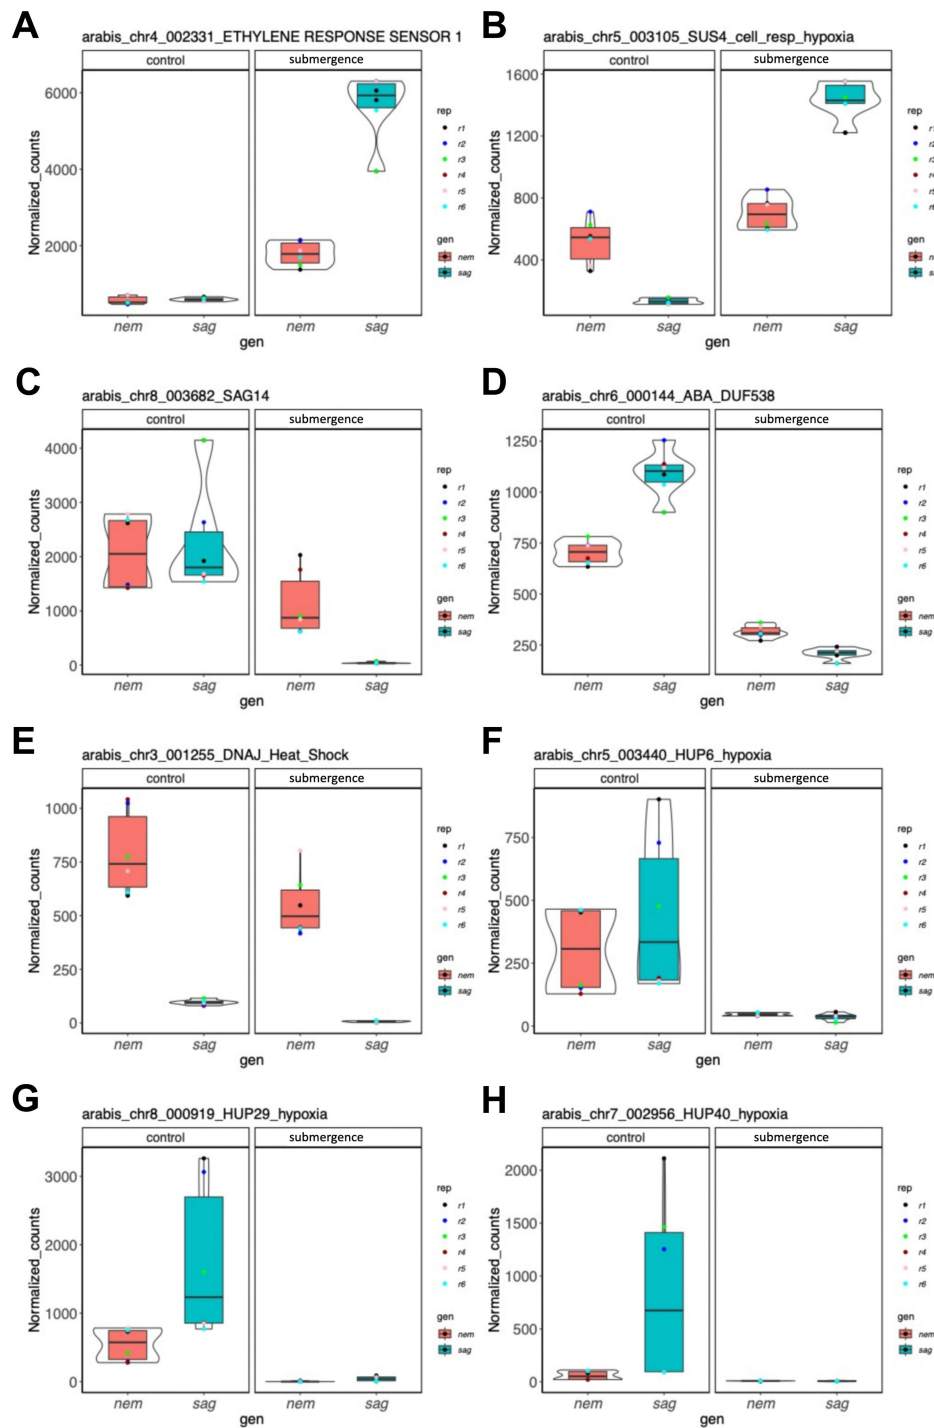 A
arabis_chr4_002331_ETHYLENE RESPONSE SENSOR 1
control submergence
Normalized_counts
6000
4000
2000
nem sag nem sag
gen
rep
r1
r2
r3
r4
r5
r6
gen
nem
sag
B
arabis_chr5_003105_SUS4_cell_resp_hypoxia
control submergence
Normalized_counts
1600
1200
800
400
nem sag nem sag
gen
rep
r1
r2
r3
r4
r5
r6
gen
C
arabis_chr8_003682_SAG14
control submergence
Normalized_counts
4000
3000
2000
1000
0
nem sag nem sag
gen
rep
r1
r2
r3
r4
r5
r6
gen
nem
sag
D
arabis_chr6_000144_ABA_DUF538
control submergence
Normalized_counts
1250
1000
750
500
250
nem sag nem sag
gen
rep
r1
r2
r3
r4
r5
r6
gen
nem
sag
E
arabis_chr3_001255_DNAJ_Heat_Shock
control submergence
Normalized_counts
1000
750
500
250
0
nem sag nem sag
gen
rep
r1
r2
r3
r4
r5
r6
gen
nem
sag
F
arabis_chr5_003440_HUP6_hypoxia
control submergence
Normalized_counts
750
500
250
0
nem sag nem sag
gen
rep
r1
r2
r3
r4
r5
r6
gen
nem
sag
G
arabis_chr8_000919_HUP29_hypoxia
control submergence
Normalized_counts
3000
2000
1000
0
nem sag nem sag
gen
rep
r1
r2
r3
r4
r5
r6
gen
nem
sag
H
arabis_chr7_002956_HUP40_hypoxia
control submergence
Normalized_counts
2000
1500
1000
500
0
nem sag nem sag
gen
rep
r1
r2
r3
r4
r5
r6
gen
nem
sag